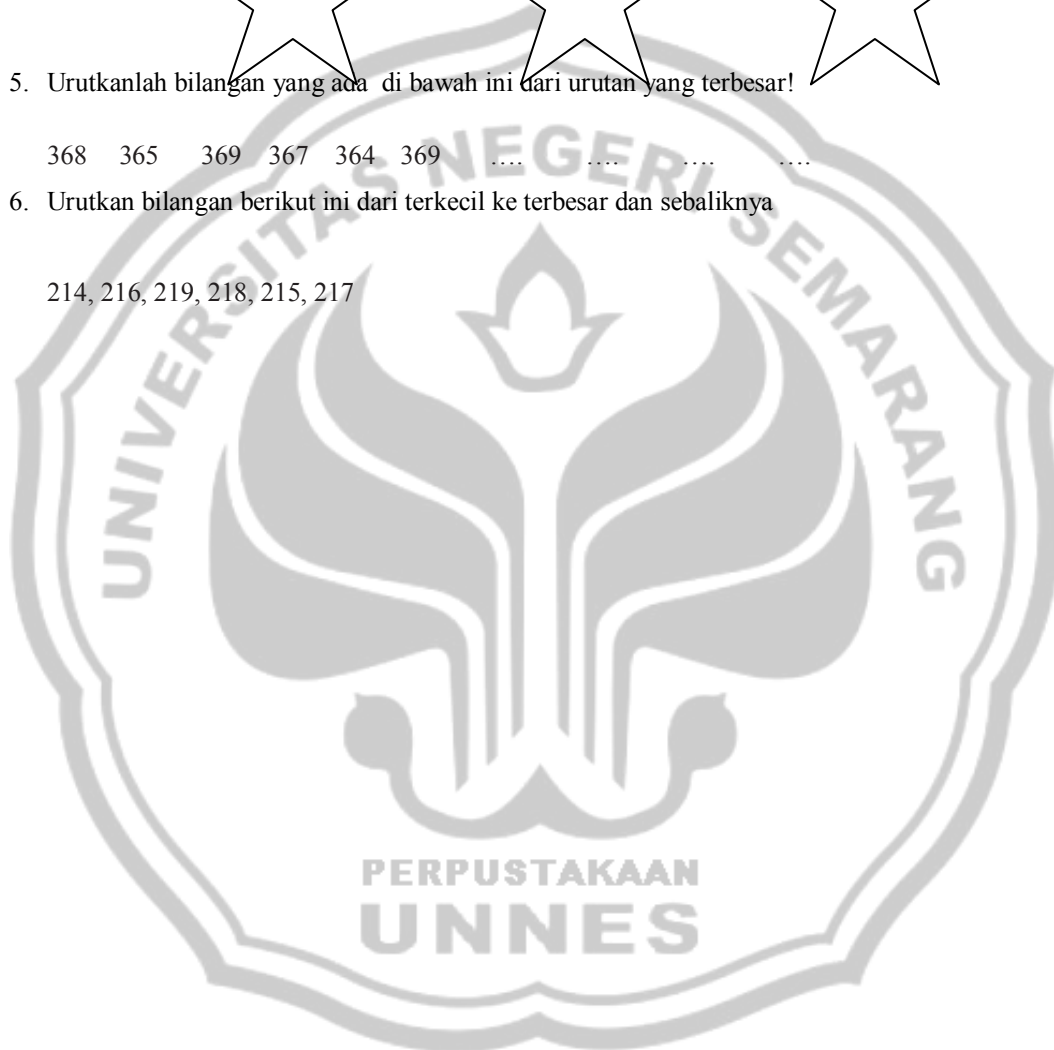 5. Urutkanlah bilangan yang ada di bawah ini dari urutan yang terbesar!
368 365 369 367 364 369 .... .... .... ....
6. Urutkan bilangan berikut ini dari terkecil ke terbesar dan sebaliknya
214, 216, 219, 218, 215, 217
UNIVERSITAS NEGERI SEMARANG
PERPUSTAKAAN
UNNES